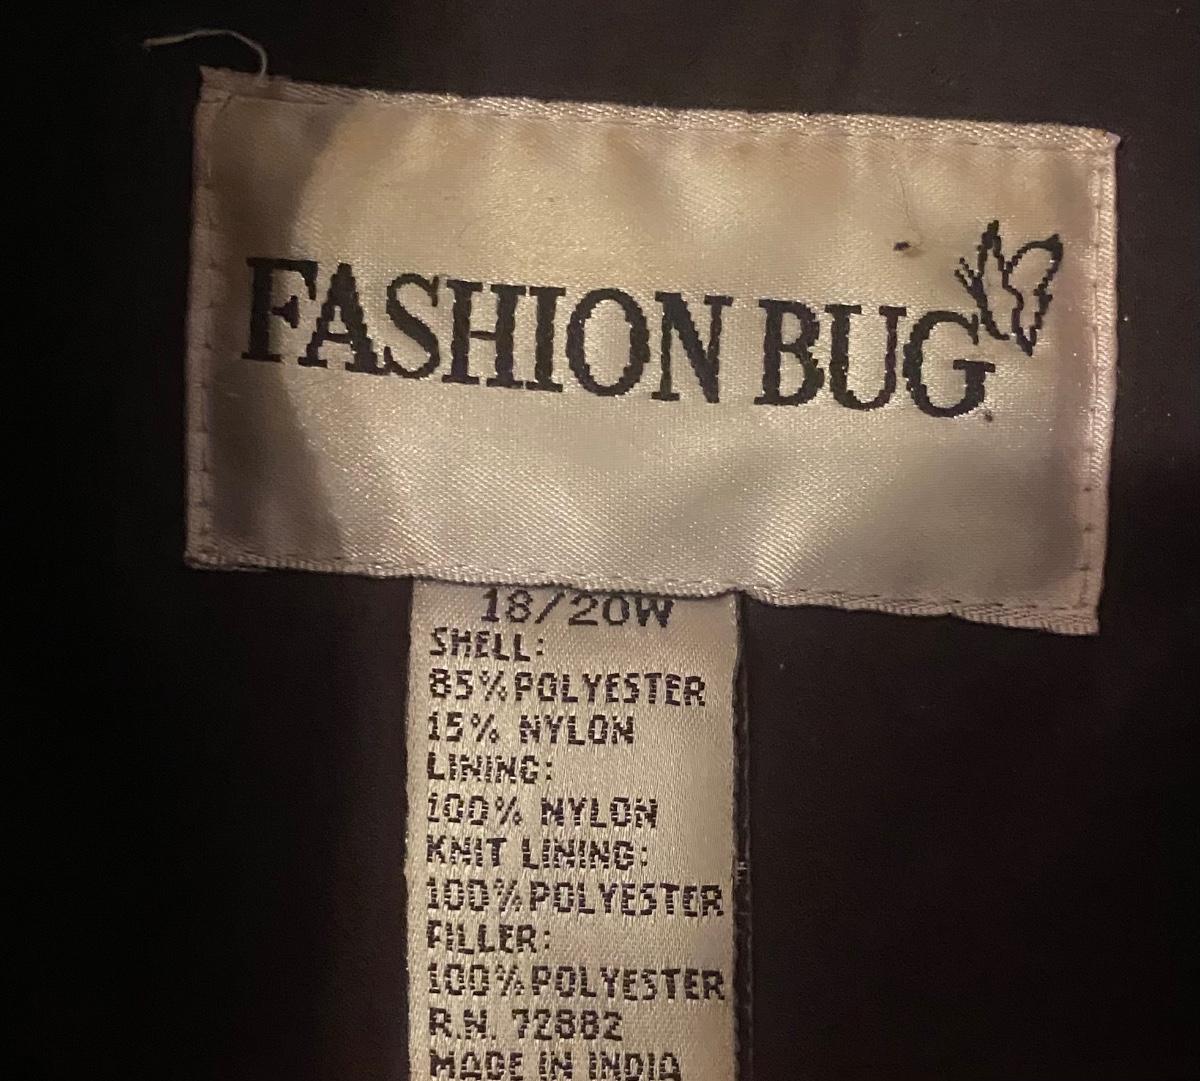 FASHION BUG
18/20W
SHELL:
85%POLYESTER
15% NYLON
LINING:
100% NYLON
KNIT LINING:
100%POLYESTER
FILLER:
100%POLYESTER
R.N. 72882
MADE IN INDIA